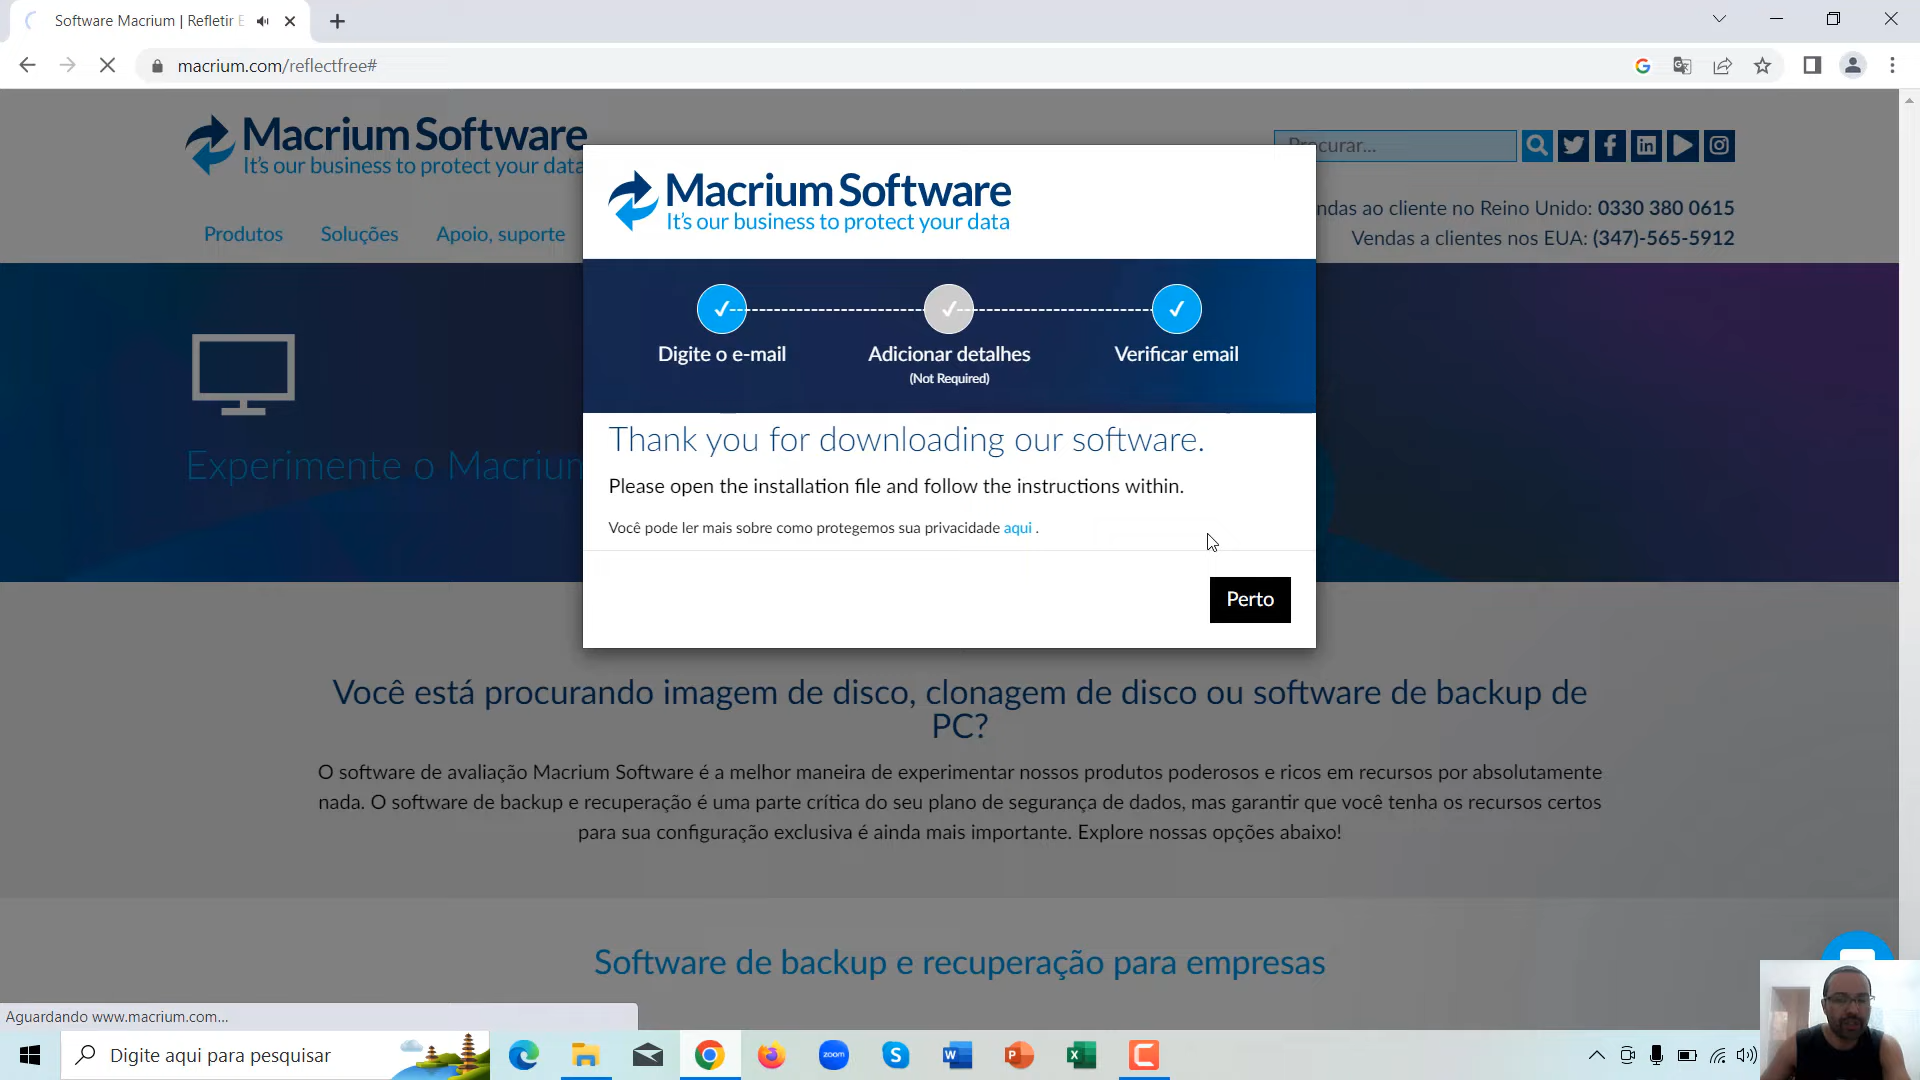 Software Macrium | Refletir E
macrium.com/reflectfree#
Macrium Software
It's our business to protect your data
Procurar...
ndas ao cliente no Reino Unido: 0330 380 0615
Vendas a clientes nos EUA: (347)-565-5912
Produtos
Soluções
Apoio, suporte
Macrium Software
It's our business to protect your data
Digite o e-mail
Adicionar detalhes
(Not Required)
Verificar email
Experimente o Macrium
Thank you for downloading our software.
Please open the installation file and follow the instructions within.
Você pode ler mais sobre como protegemos sua privacidade aqui .
Perto
Você está procurando imagem de disco, clonagem de disco ou software de backup de
PC?
O software de avaliação Macrium Software é a melhor maneira de experimentar nossos produtos poderosos e ricos em recursos por absolutamente
nada. O software de backup e recuperação é uma parte crítica do seu plano de segurança de dados, mas garantir que você tenha os recursos certos
para sua configuração exclusiva é ainda mais importante. Explore nossas opções abaixo!
Software de backup e recuperação para empresas
Aguardando www.macrium.com...
Digite aqui para pesquisar
zoom